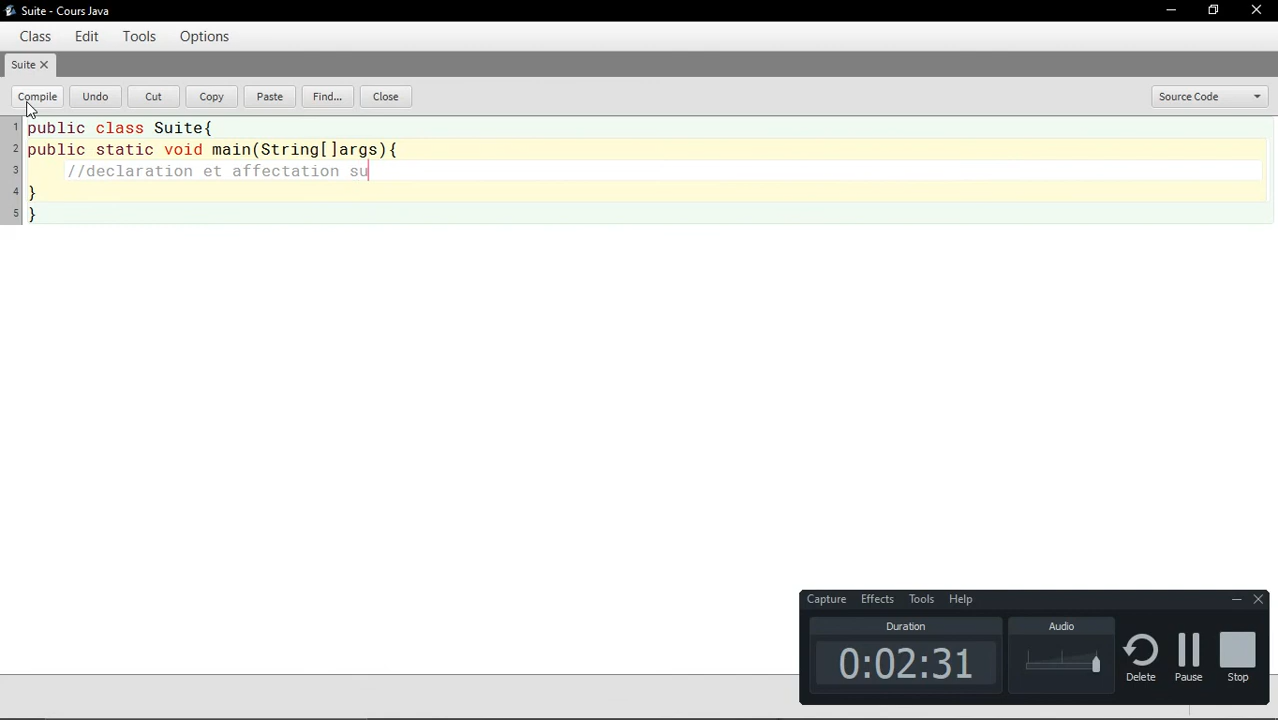 Suite - Cours Java
Class Edit Tools Options
Suite
Compile Undo Cut Copy Paste Find... Close Source Code
1 public class Suite{
2 public static void main(String[]args){
3 //declaration et affectation su
4 }
5 }
Capture Effects Tools Help
Duration Audio
0:02:31
Delete Pause Stop